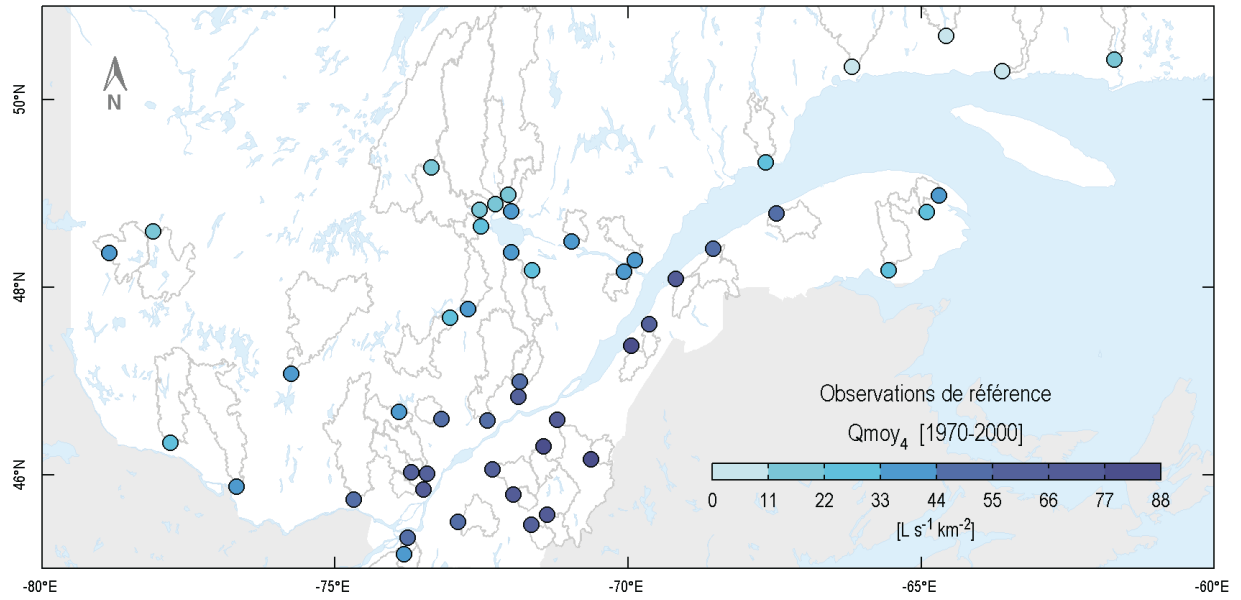 50°N
48°N
46°N
N
Observations de référence
Qmoy₄ [1970-2000]
0 11 22 33 44 55 66 77 88
[L s⁻¹ km⁻²]
-80°E -75°E -70°E -65°E -60°E